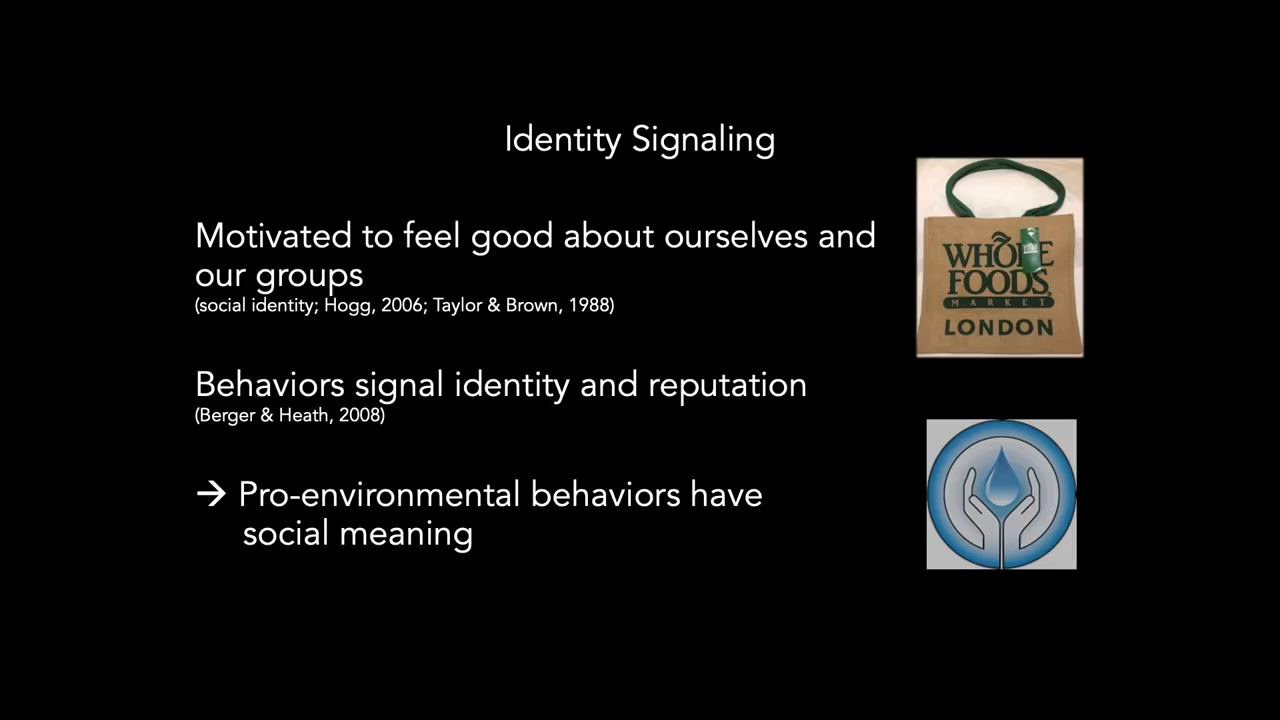 Identity Signaling
Motivated to feel good about ourselves and
our groups
(social identity; Hogg, 2006; Taylor & Brown, 1988)
Behaviors signal identity and reputation
(Berger & Heath, 2008)
→ Pro-environmental behaviors have
social meaning
WHOLE
FOODS
MARKET
LONDON